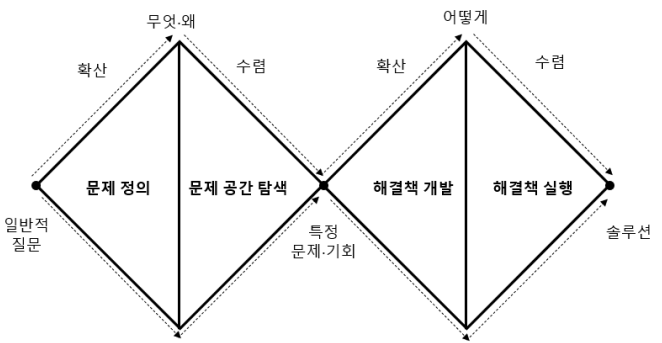 무엇·왜
어떻게
확산
수렴
확산
수렴
문제 정의
문제 공간 탐색
해결책 개발
해결책 실행
일반적
질문
특정
문제·기회
솔루션